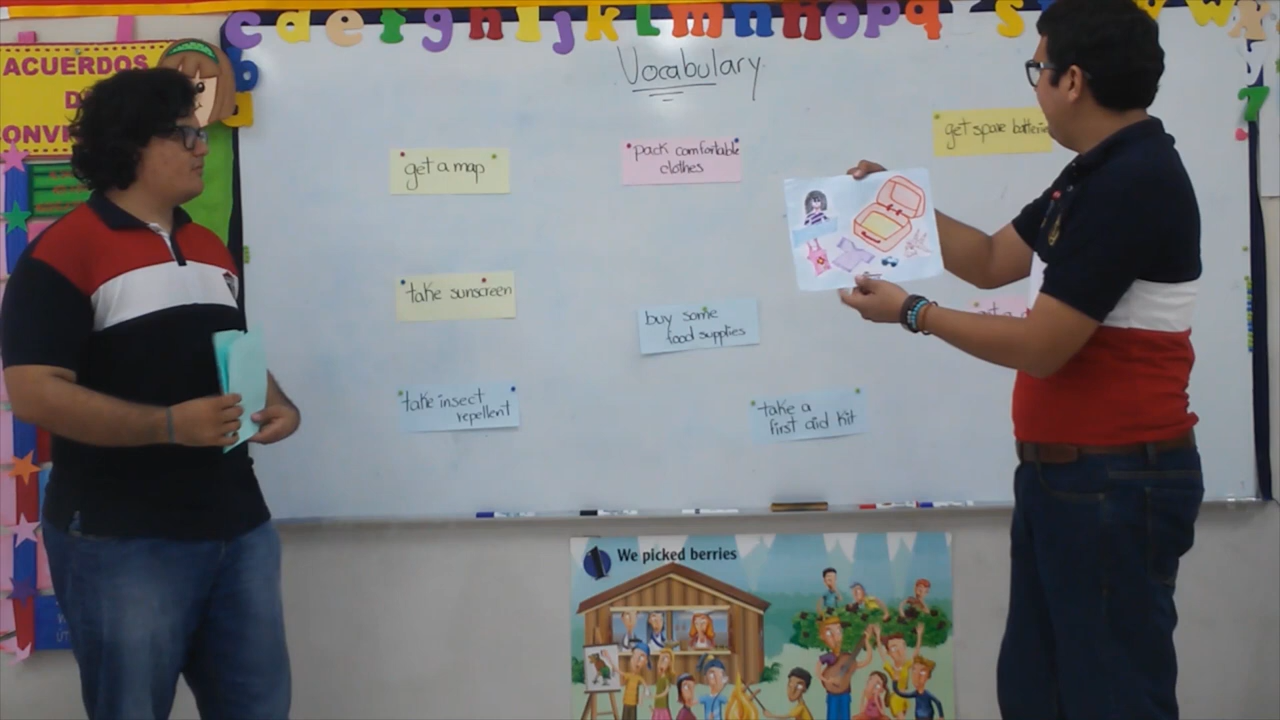 c d e f g h i j k l m n ñ o p q
s
v w x
b
y
z
ACUERDOS
Vocabulary
get a map
pack comfortable
clothes
get spare batteries
take sunscreen
buy some
food supplies
take insect
repellent
take a
first aid kit
1 We picked berries